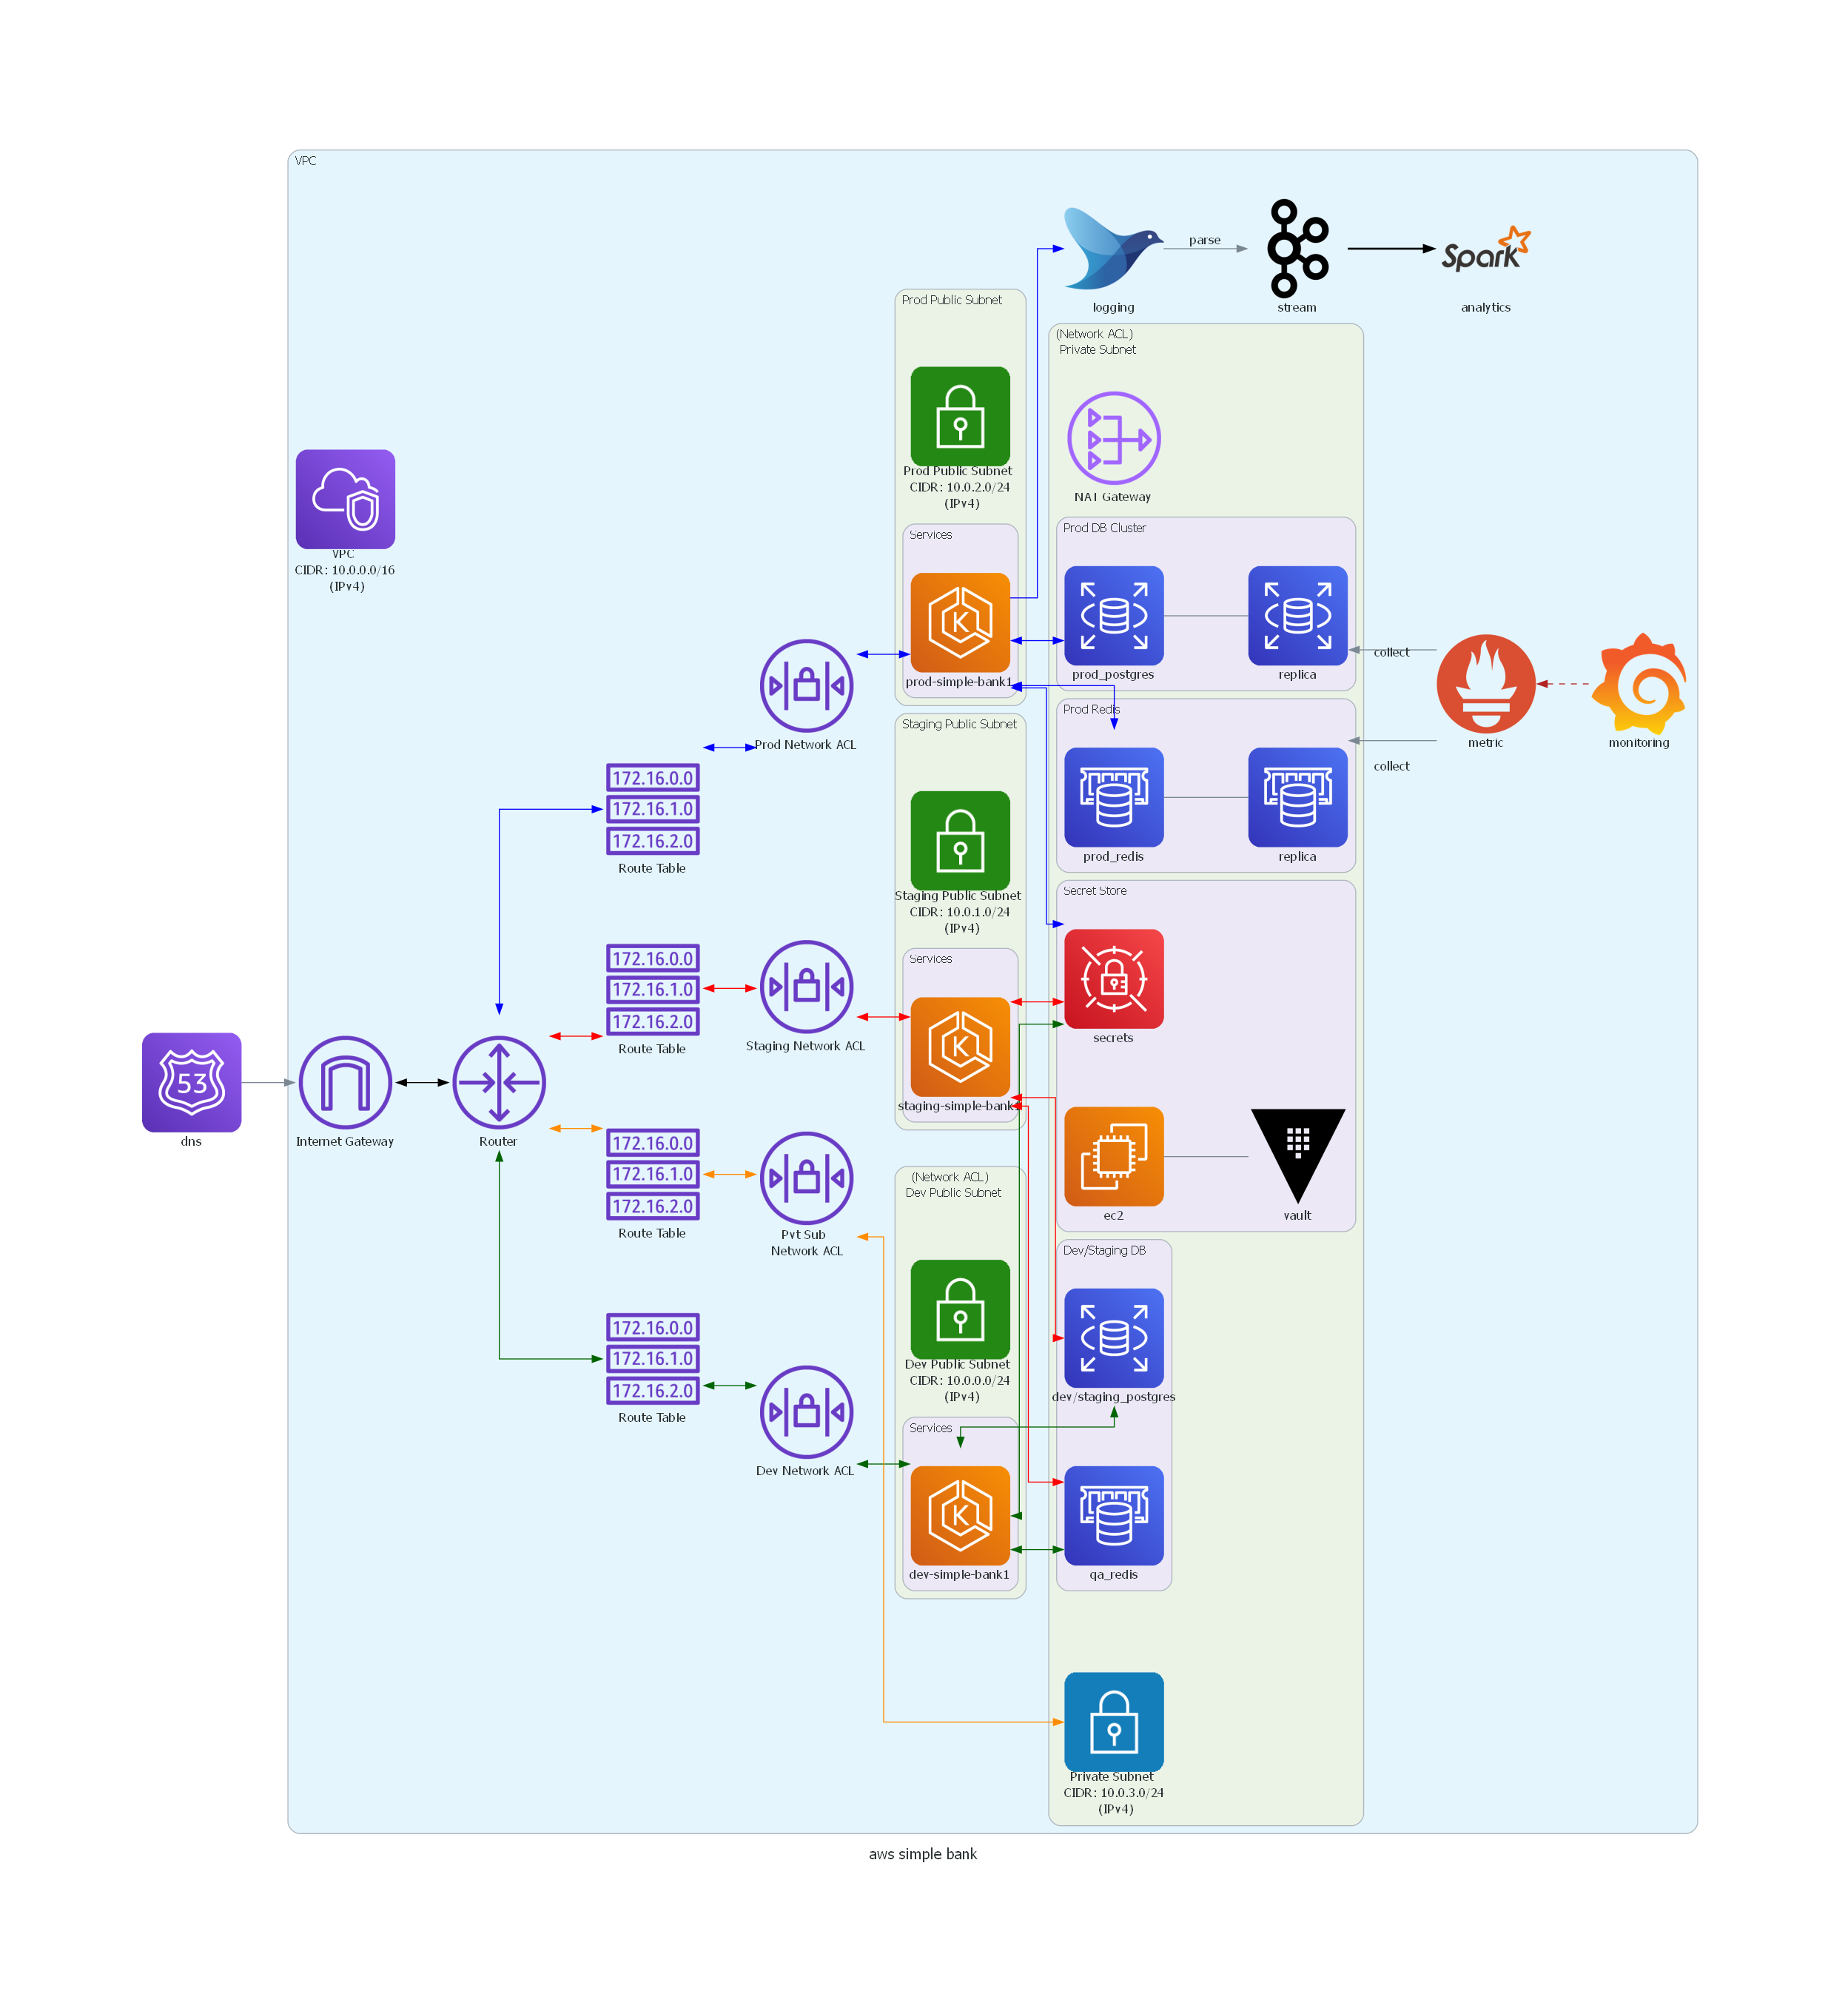 VPC
parse
Spark
logging
stream
analytics
Prod Public Subnet
(Network ACL)
Private Subnet
Prod Public Subnet
CIDR: 10.0.2.0/24
(IPv4)
NAT Gateway
VPC
CIDR: 10.0.0.0/16
(IPv4)
Services
K
prod-simple-bank1
Prod DB Cluster
prod_postgres
replica
collect
metric
monitoring
Prod Redis
prod_redis
replica
collect
Prod Network ACL
172.16.0.0
172.16.1.0
172.16.2.0
Route Table
Staging Public Subnet
Staging Public Subnet
CIDR: 10.0.1.0/24
(IPv4)
Services
K
staging-simple-bank1
Secret Store
secrets
ec2
vault
172.16.0.0
172.16.1.0
172.16.2.0
Route Table
Staging Network ACL
53
dns
Internet Gateway
Router
172.16.0.0
172.16.1.0
172.16.2.0
Route Table
Pvt Sub
Network ACL
(Network ACL)
Dev Public Subnet
Dev Public Subnet
CIDR: 10.0.0.0/24
(IPv4)
Dev/Staging DB
dev/staging_postgres
172.16.0.0
172.16.1.0
172.16.2.0
Route Table
Dev Network ACL
Services
K
dev-simple-bank1
qa_redis
Private Subnet
CIDR: 10.0.3.0/24
(IPv4)
aws simple bank